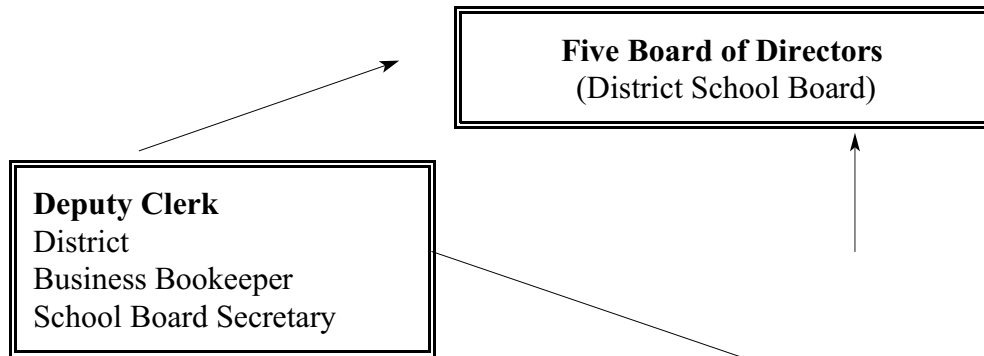 Five Board of Directors
(District School Board)
Deputy Clerk
District
Business Bookeeper
School Board Secretary